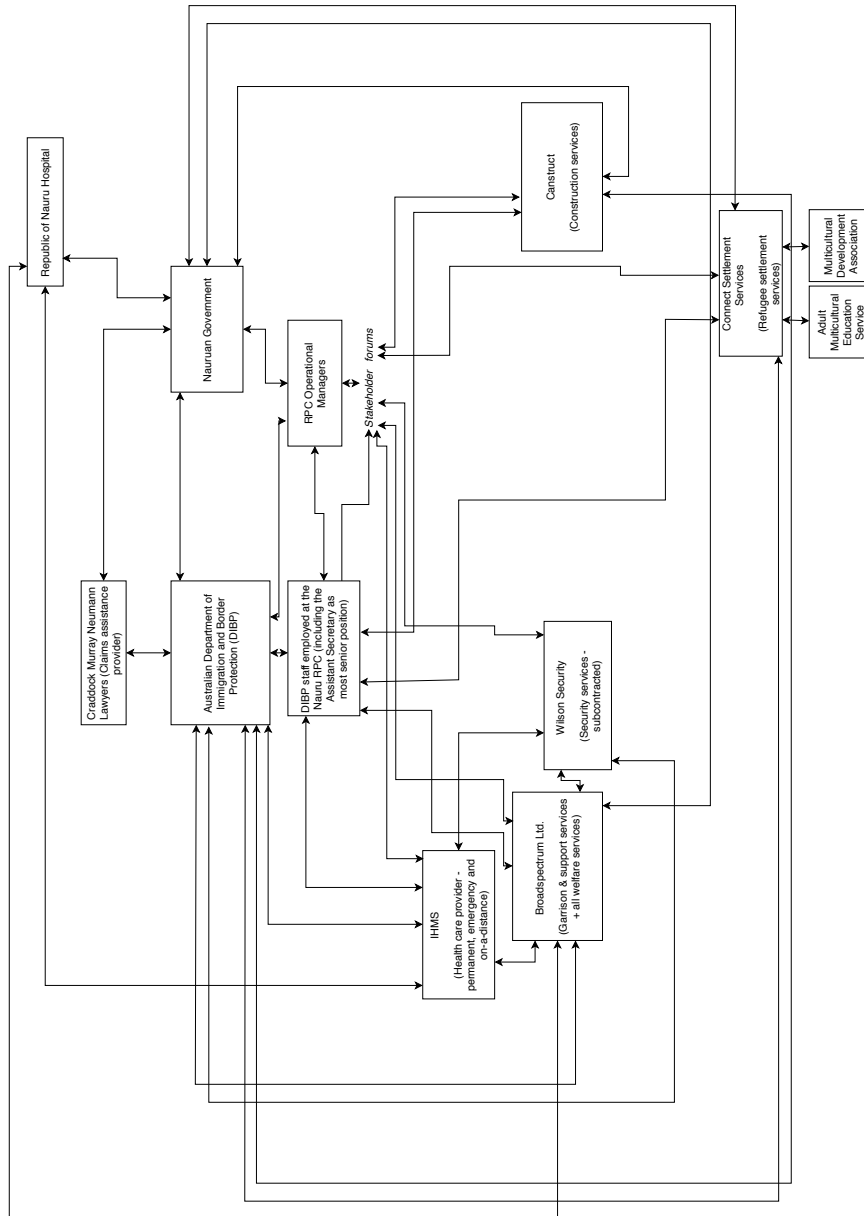 Republic of Nauru Hospital
Craddock Murray Neumann
Lawyers (Claims assistance
provider)
Nauruan Government
Australian Department of
Immigration and Border
Protection (DIBP)
RPC Operational
Managers
DIBP staff employed at the
Nauru RPC (including the
Assistant Secretary as
most senior position)
Stakeholder forums
IHMS
(Health care provider -
permanent, emergency and
on-a-distance)
Broadspectrum Ltd.
(Garrison & support services
+ all welfare services)
Wilson Security
(Security services -
subcontracted)
Canstruct
(Construction services)
Connect Settlement
Services
(Refugee settlement
services)
Adult
Multicultural
Education
Service
Multicultural
Development
Association